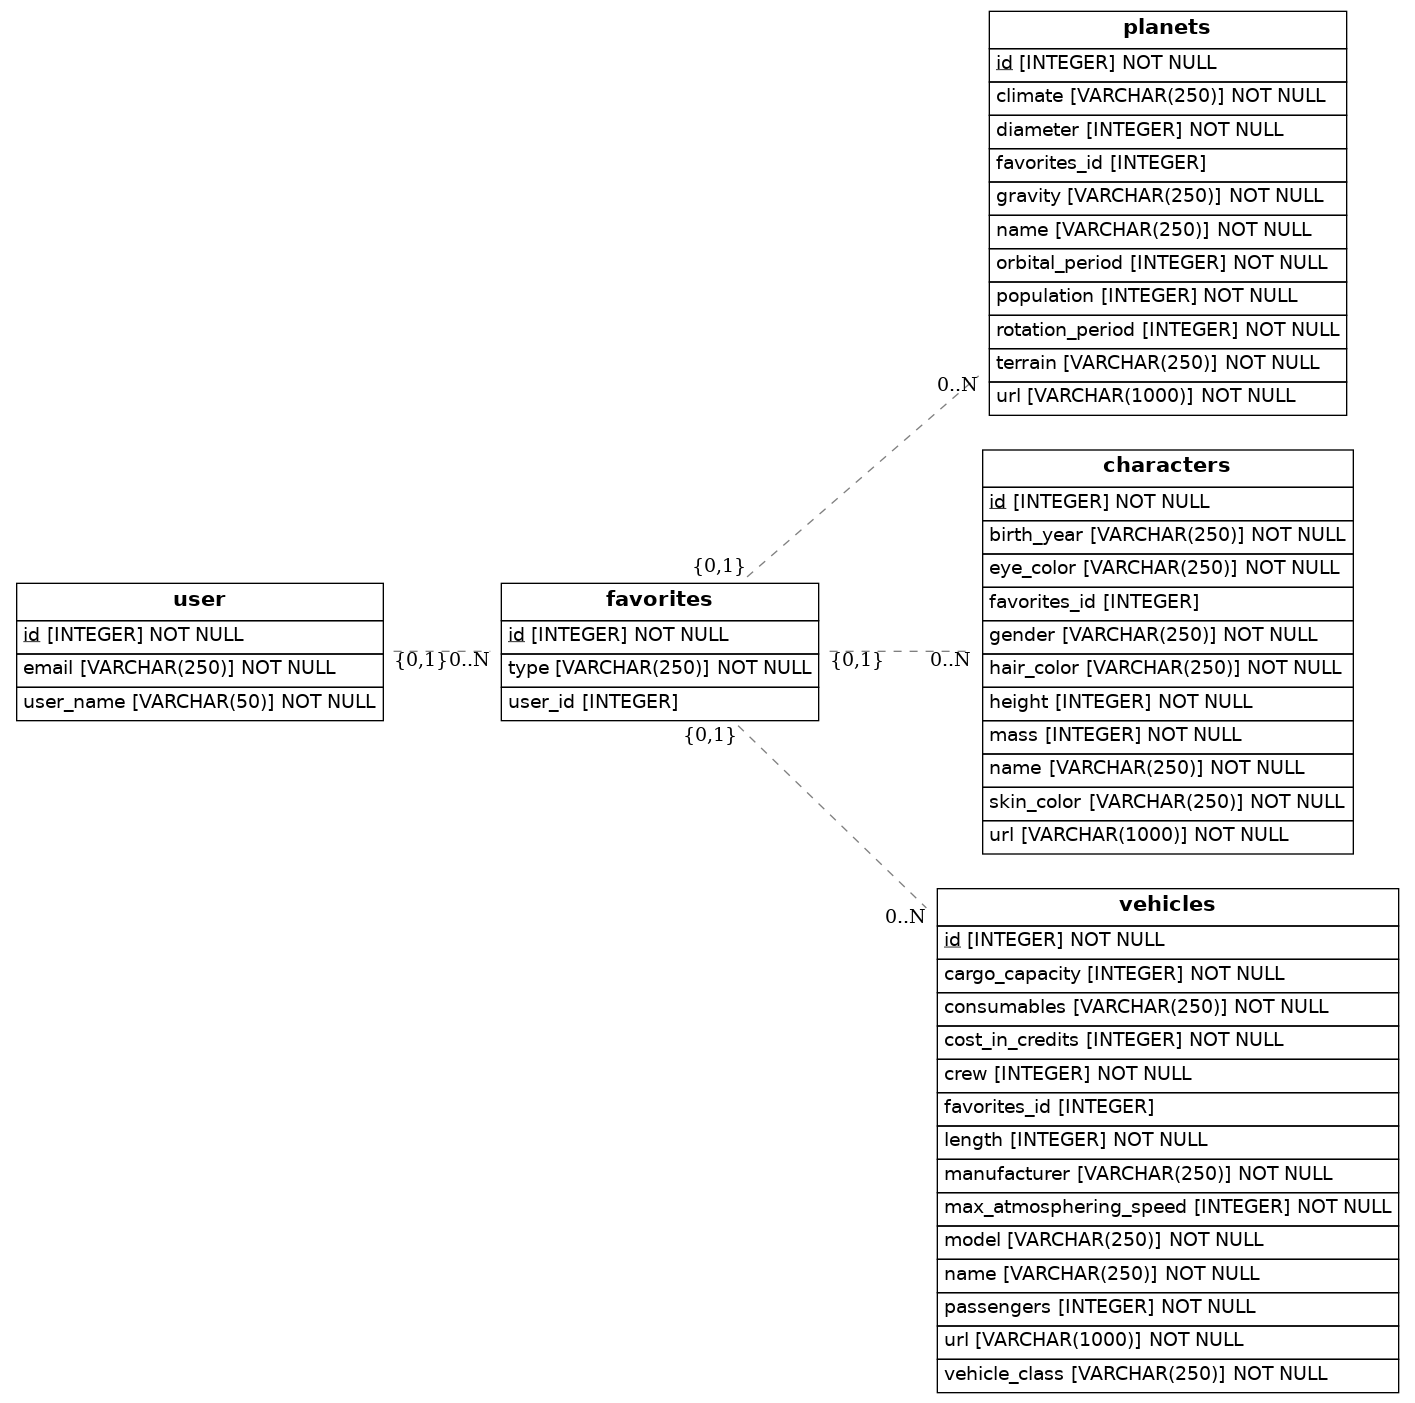 planets
id [INTEGER] NOT NULL
climate [VARCHAR(250)] NOT NULL
diameter [INTEGER] NOT NULL
favorites_id [INTEGER]
gravity [VARCHAR(250)] NOT NULL
name [VARCHAR(250)] NOT NULL
orbital_period [INTEGER] NOT NULL
population [INTEGER] NOT NULL
rotation_period [INTEGER] NOT NULL
terrain [VARCHAR(250)] NOT NULL
url [VARCHAR(1000)] NOT NULL
0..N
{0,1}
user
id [INTEGER] NOT NULL
email [VARCHAR(250)] NOT NULL
user_name [VARCHAR(50)] NOT NULL
{0,1}
0..N
favorites
id [INTEGER] NOT NULL
type [VARCHAR(250)] NOT NULL
user_id [INTEGER]
{0,1}
0..N
characters
id [INTEGER] NOT NULL
birth_year [VARCHAR(250)] NOT NULL
eye_color [VARCHAR(250)] NOT NULL
favorites_id [INTEGER]
gender [VARCHAR(250)] NOT NULL
hair_color [VARCHAR(250)] NOT NULL
height [INTEGER] NOT NULL
mass [INTEGER] NOT NULL
name [VARCHAR(250)] NOT NULL
skin_color [VARCHAR(250)] NOT NULL
url [VARCHAR(1000)] NOT NULL
{0,1}
0..N
vehicles
id [INTEGER] NOT NULL
cargo_capacity [INTEGER] NOT NULL
consumables [VARCHAR(250)] NOT NULL
cost_in_credits [INTEGER] NOT NULL
crew [INTEGER] NOT NULL
favorites_id [INTEGER]
length [INTEGER] NOT NULL
manufacturer [VARCHAR(250)] NOT NULL
max_atmosphering_speed [INTEGER] NOT NULL
model [VARCHAR(250)] NOT NULL
name [VARCHAR(250)] NOT NULL
passengers [INTEGER] NOT NULL
url [VARCHAR(1000)] NOT NULL
vehicle_class [VARCHAR(250)] NOT NULL